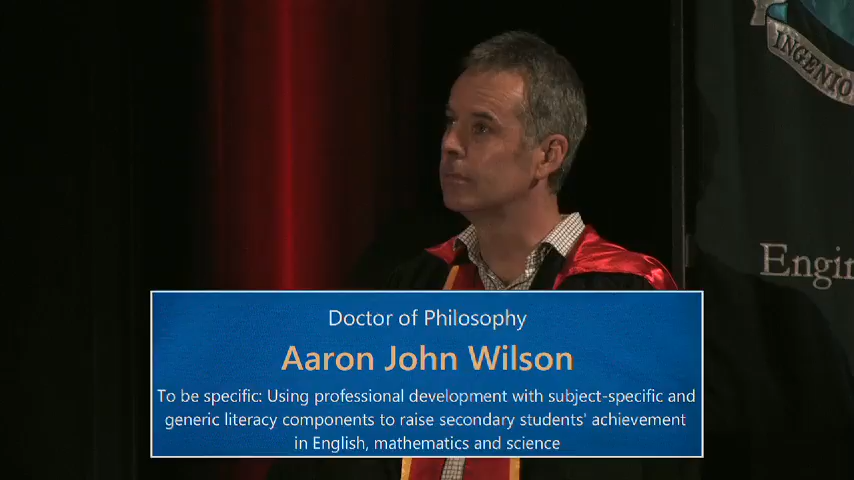 INGENIO
Engin
Doctor of Philosophy
Aaron John Wilson
To be specific: Using professional development with subject-specific and
generic literacy components to raise secondary students' achievement
in English, mathematics and science